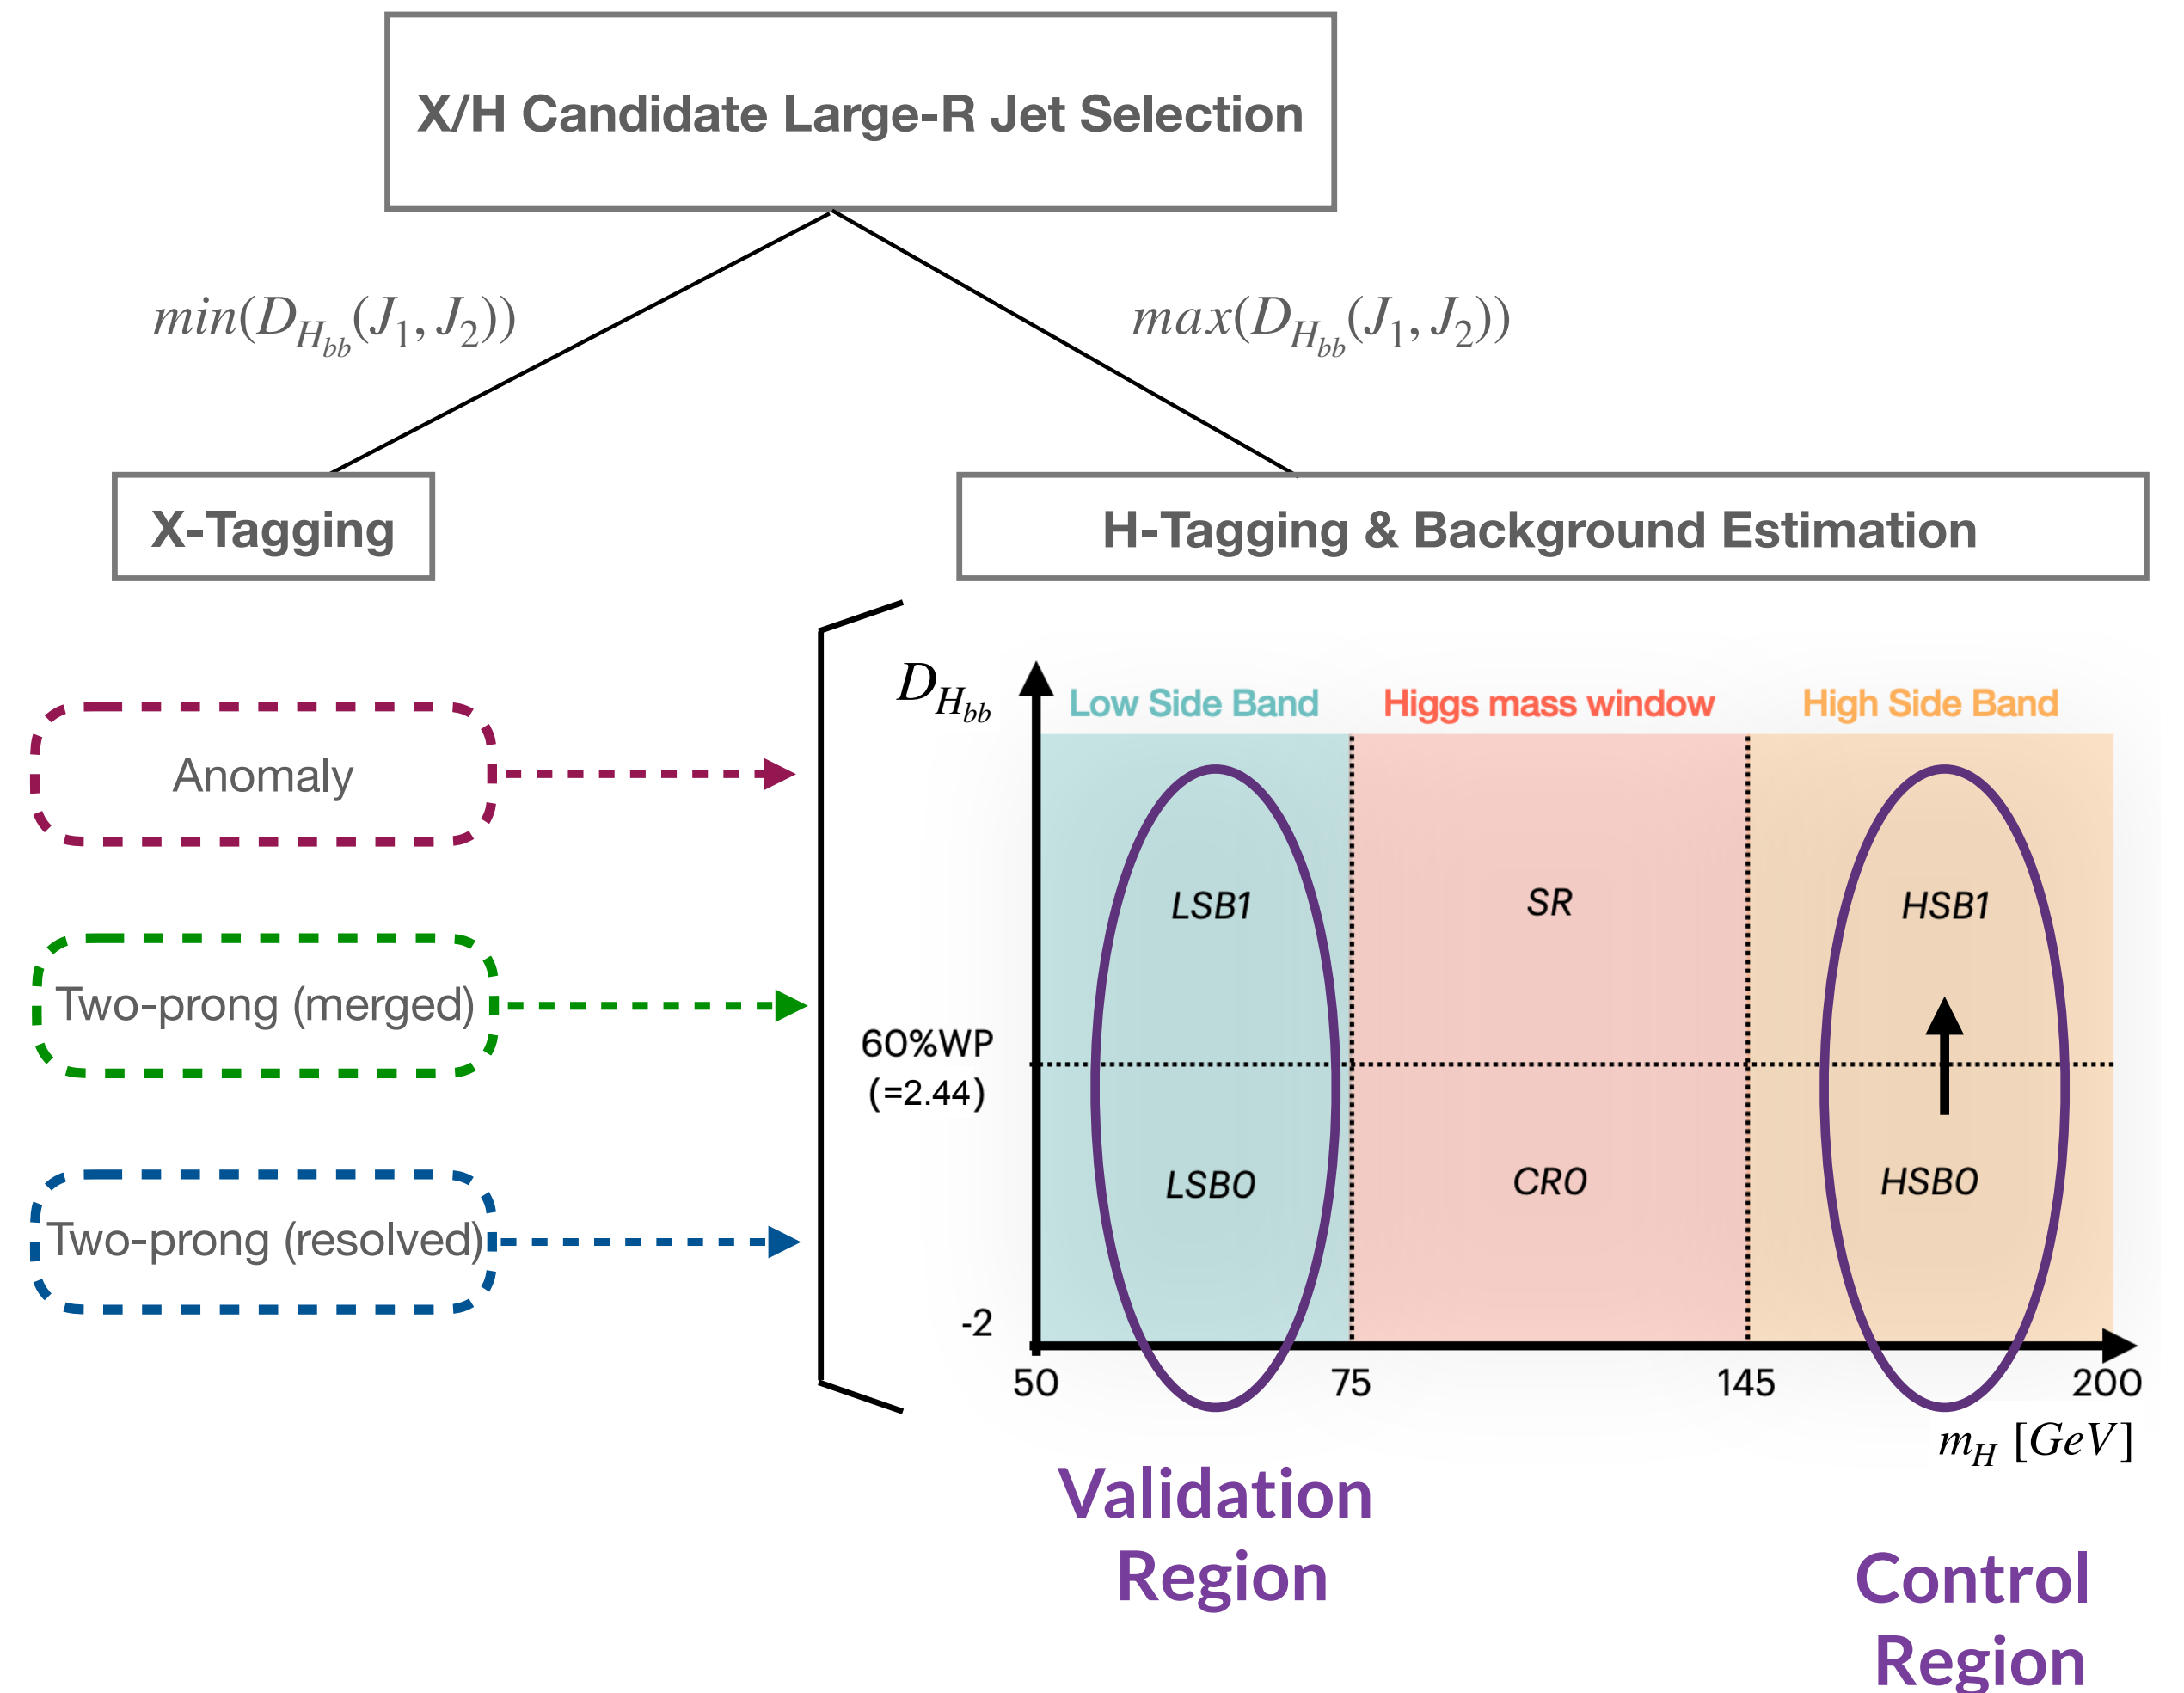 X/H Candidate Large-R Jet Selection
min(D_{H_{bb}}(J_1, J_2))
max(D_{H_{bb}}(J_1, J_2))
X-Tagging
H-Tagging & Background Estimation
Anomaly
Two-prong (merged)
Two-prong (resolved)
D_{H_{bb}}
Low Side Band
Higgs mass window
High Side Band
LSB1
SR
HSB1
60%WP
(=2.44)
LSB0
CR0
HSB0
-2
50
75
145
200
m_H [GeV]
Validation
Region
Control
Region